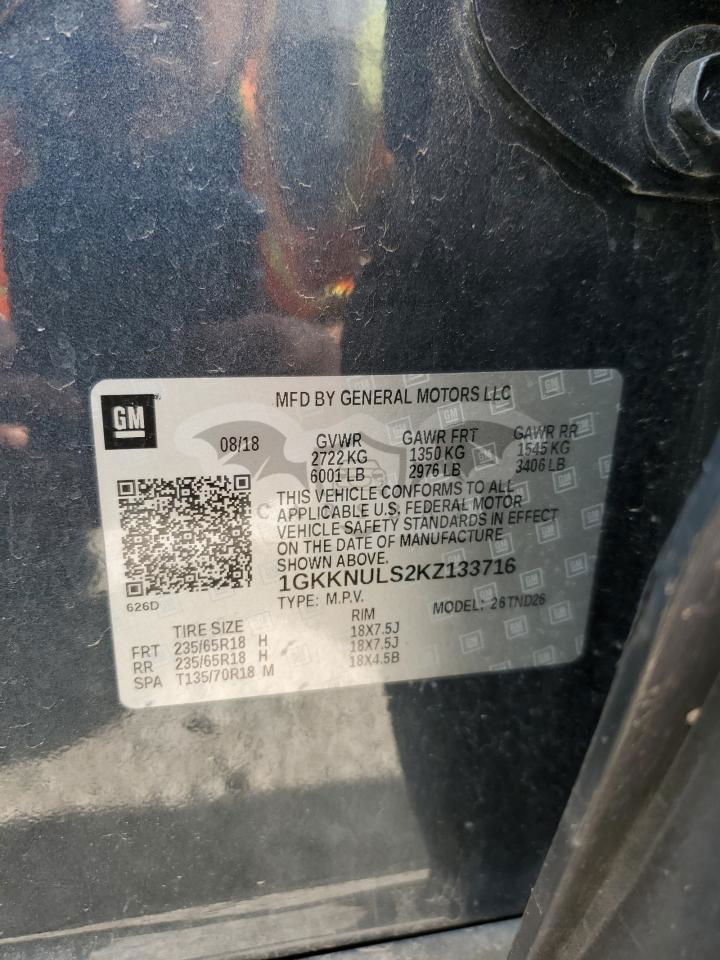 GM
MFD BY GENERAL MOTORS LLC
08/18 GVWR GAWR FRT GAWR RR
2722 KG 1350 KG 1545 KG
6001 LB 2976 LB 3406 LB
THIS VEHICLE CONFORMS TO ALL
APPLICABLE U.S. FEDERAL MOTOR
VEHICLE SAFETY STANDARDS IN EFFECT
ON THE DATE OF MANUFACTURE
SHOWN ABOVE.
1GKKNULS2KZ133716
626D TYPE: M.P.V. MODEL: 26TND26
TIRE SIZE RIM
FRT 235/65R18 H 18X7.5J
RR 235/65R18 H 18X7.5J
SPA T135/70R18 M 18X4.5B